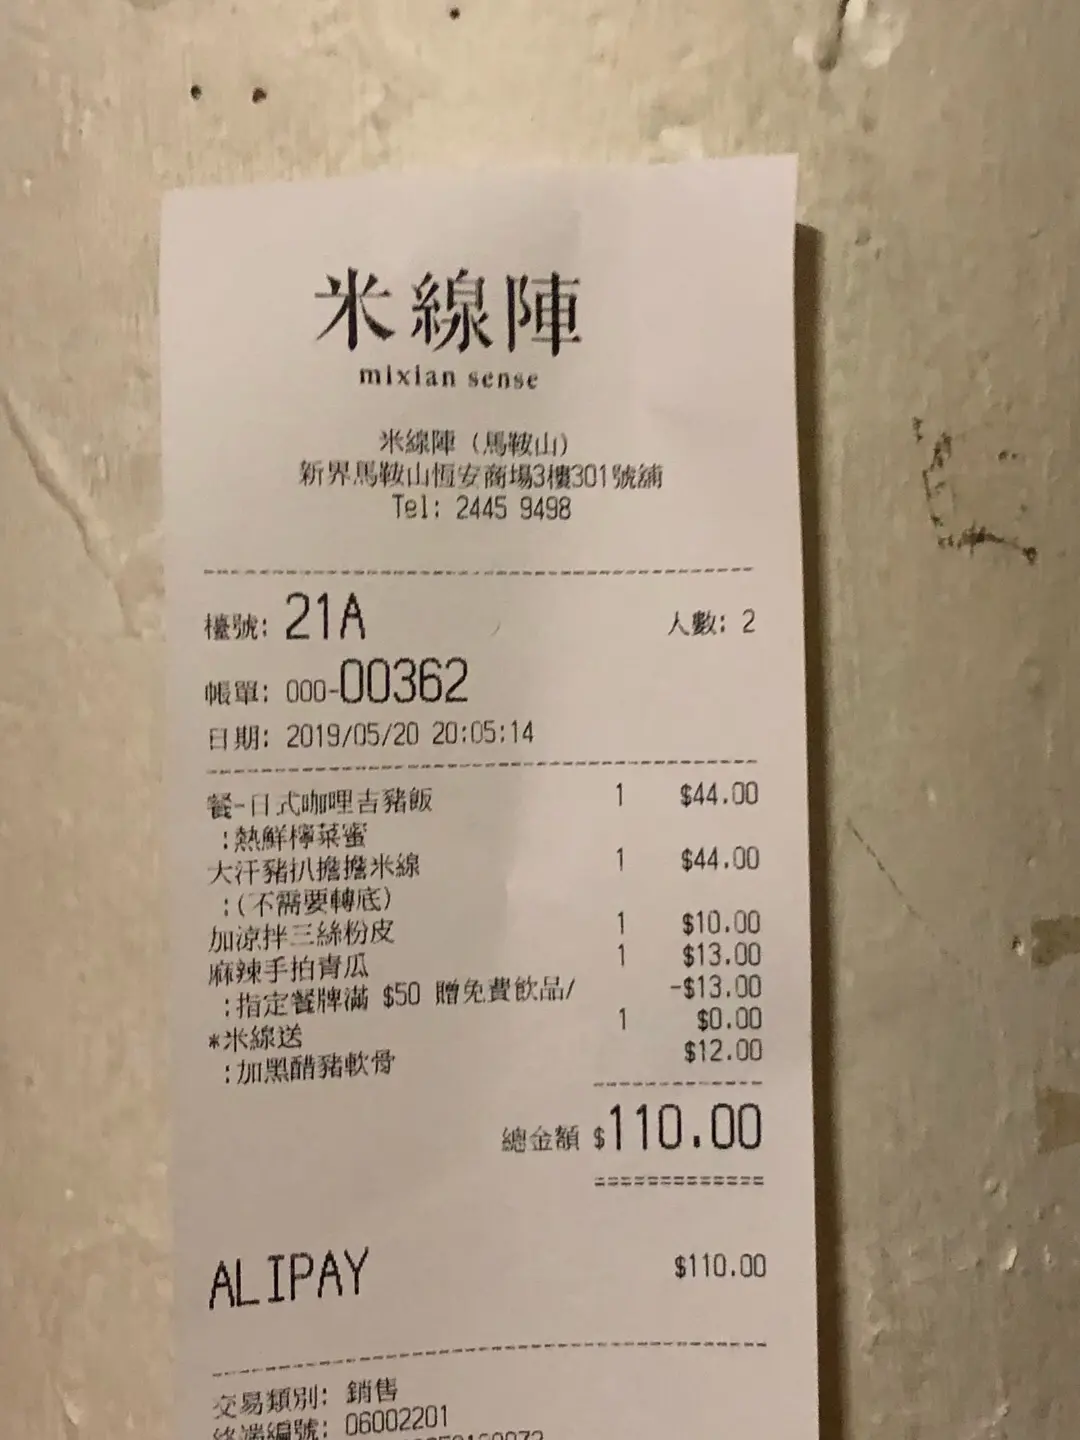 米線陣
mixian sense
米線陣 (馬鞍山)
新界馬鞍山恆安商場3樓301號舖
Tel: 2445 9498
檯號: 21A 人數: 2
帳單: 000-00362
日期: 2019/05/20 20:05:14
餐-日式咖哩吉豬飯 1 $44.00
:熱鮮檸菜蜜
大汗豬扒擔擔米線 1 $44.00
:(不需要轉底)
加涼拌三絲粉皮 1 $10.00
麻辣手拍青瓜 1 $13.00
:指定餐牌滿 $50 贈免費飲品/ -$13.00
*米線送 1 $0.00
:加黑醋豬軟骨 $12.00
總金額 $110.00
ALIPAY $110.00
交易類別: 銷售
終端編號: 06002201